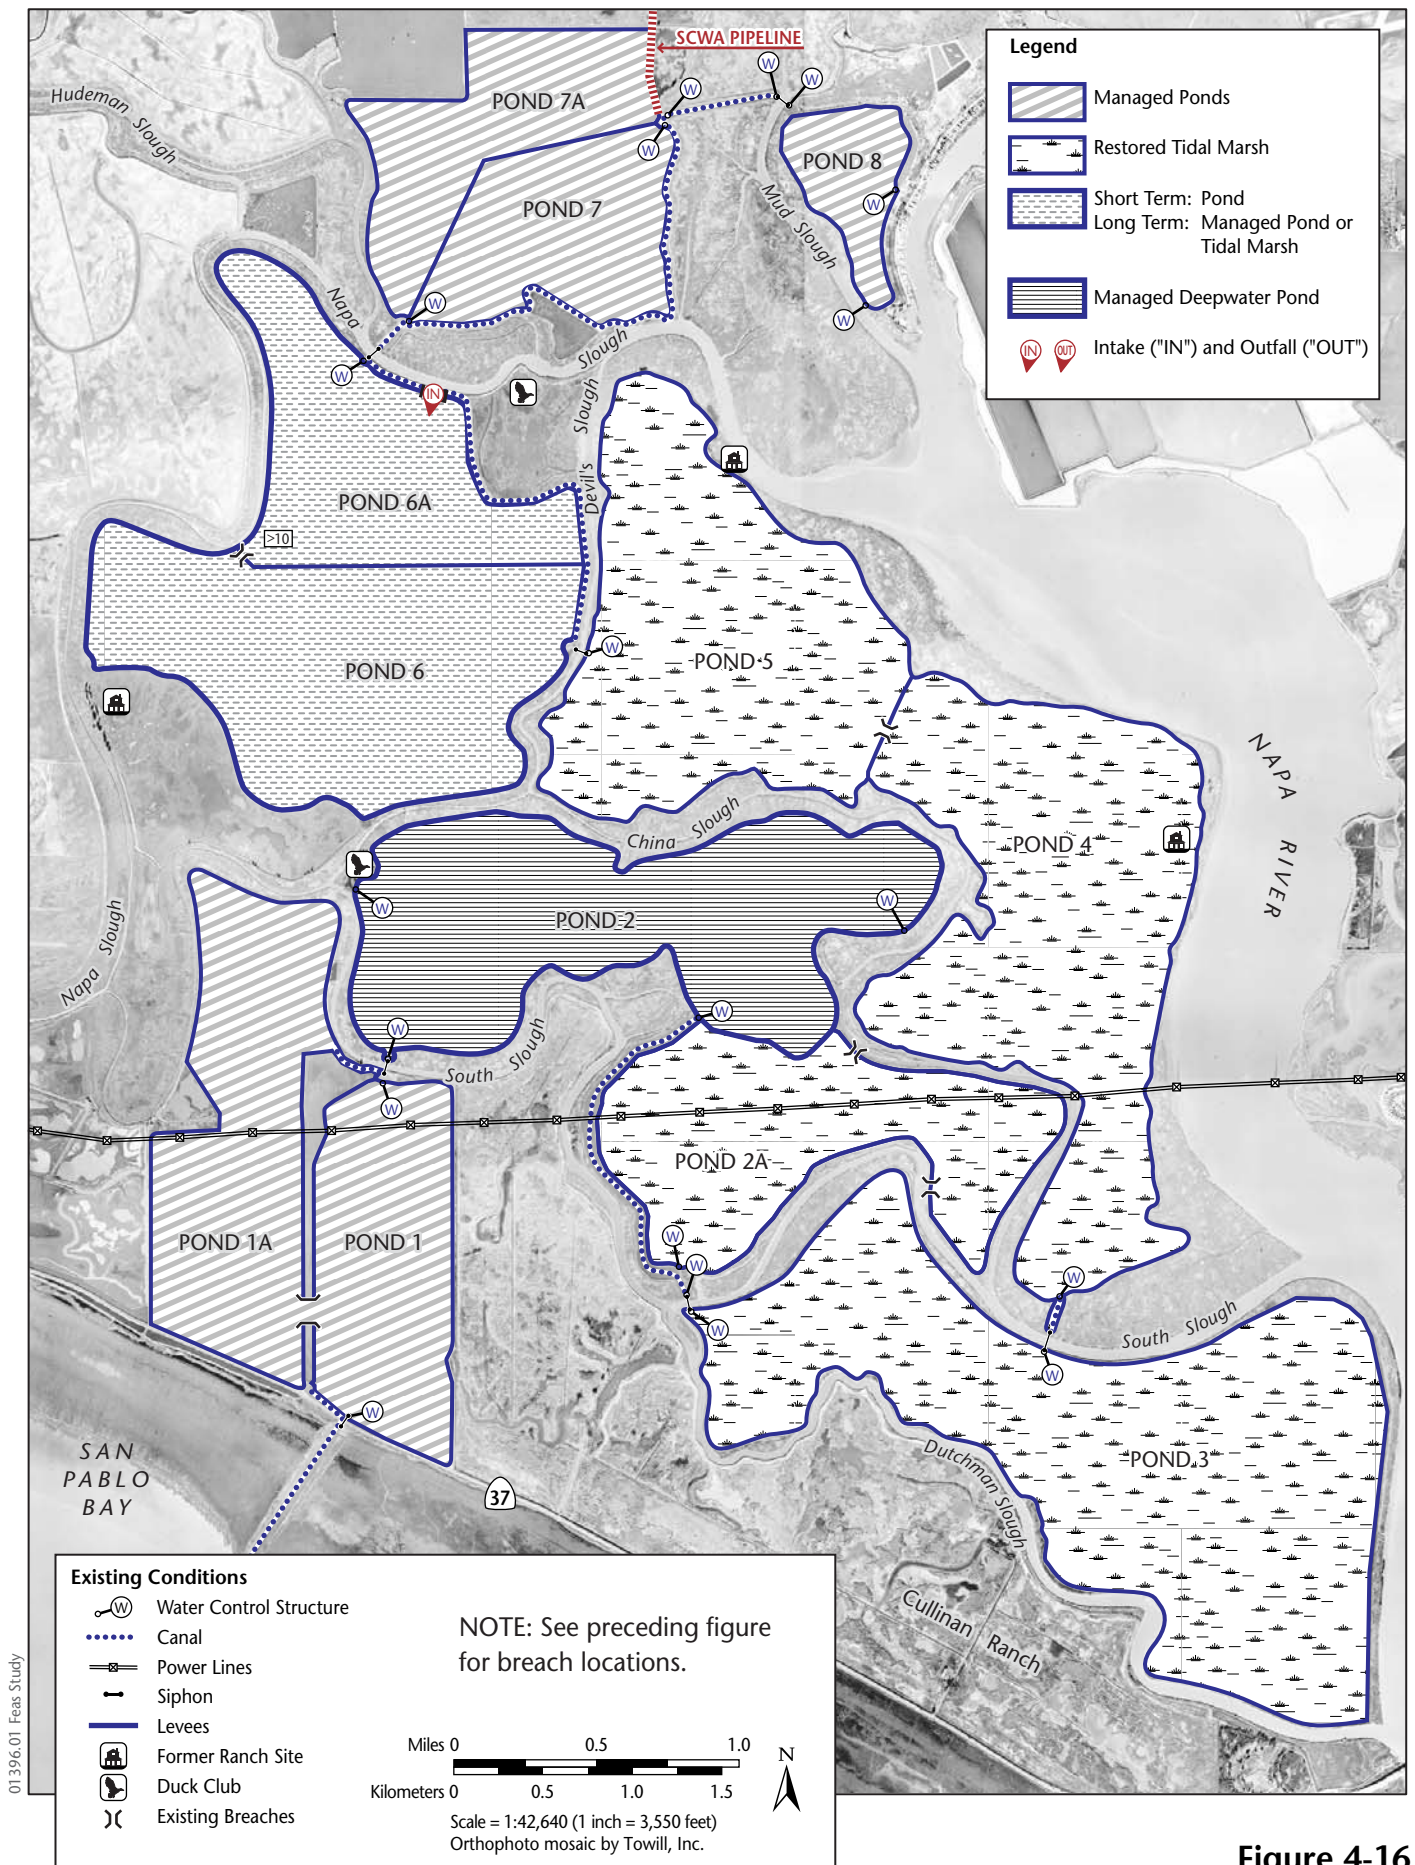 SCWA PIPELINE
W
W
W
W
Hudeman Slough
POND 7A
POND 8
W
POND 7
Mud Slough
Napa
W
W
Slough
W
IN
Devil's Slough
POND 6A
>10
W
POND 5
POND 6
NAPA RIVER
China Slough
POND 4
W
W
POND 2
Napa Slough
W
W
South Slough
W
POND 2A
POND 1A
POND 1
W
W
W
W
South Slough
W
W
Dutchman Slough
POND 3
SAN
PABLO
BAY
37
Cullinan Ranch
Legend
Managed Ponds
Restored Tidal Marsh
Short Term: Pond
Long Term: Managed Pond or
Tidal Marsh
Managed Deepwater Pond
IN OUT Intake ("IN") and Outfall ("OUT")
Existing Conditions
W Water Control Structure
Canal
Power Lines
Siphon
Levees
Former Ranch Site
Duck Club
Existing Breaches
NOTE: See preceding figure
for breach locations.
Miles 0 0.5 1.0
Kilometers 0 0.5 1.0 1.5
N
Scale = 1:42,640 (1 inch = 3,550 feet)
Orthophoto mosaic by Towill, Inc.
01396.01 Feas Study
Figure 4-16